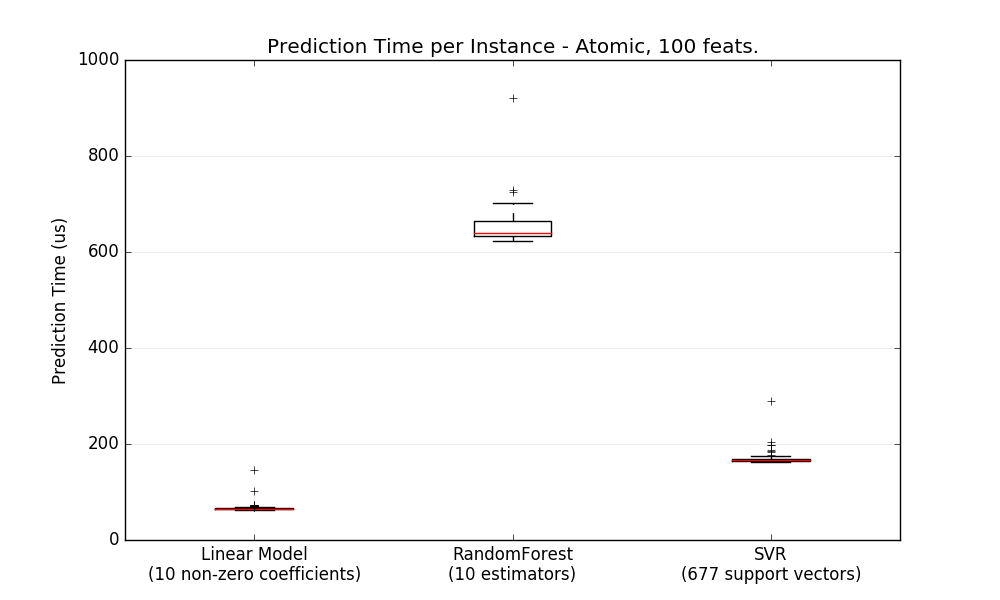 Prediction Time per Instance - Atomic, 100 feats.
1000
800
600
400
200
0
Prediction Time (us)
Linear Model
(10 non-zero coefficients)
RandomForest
(10 estimators)
SVR
(677 support vectors)